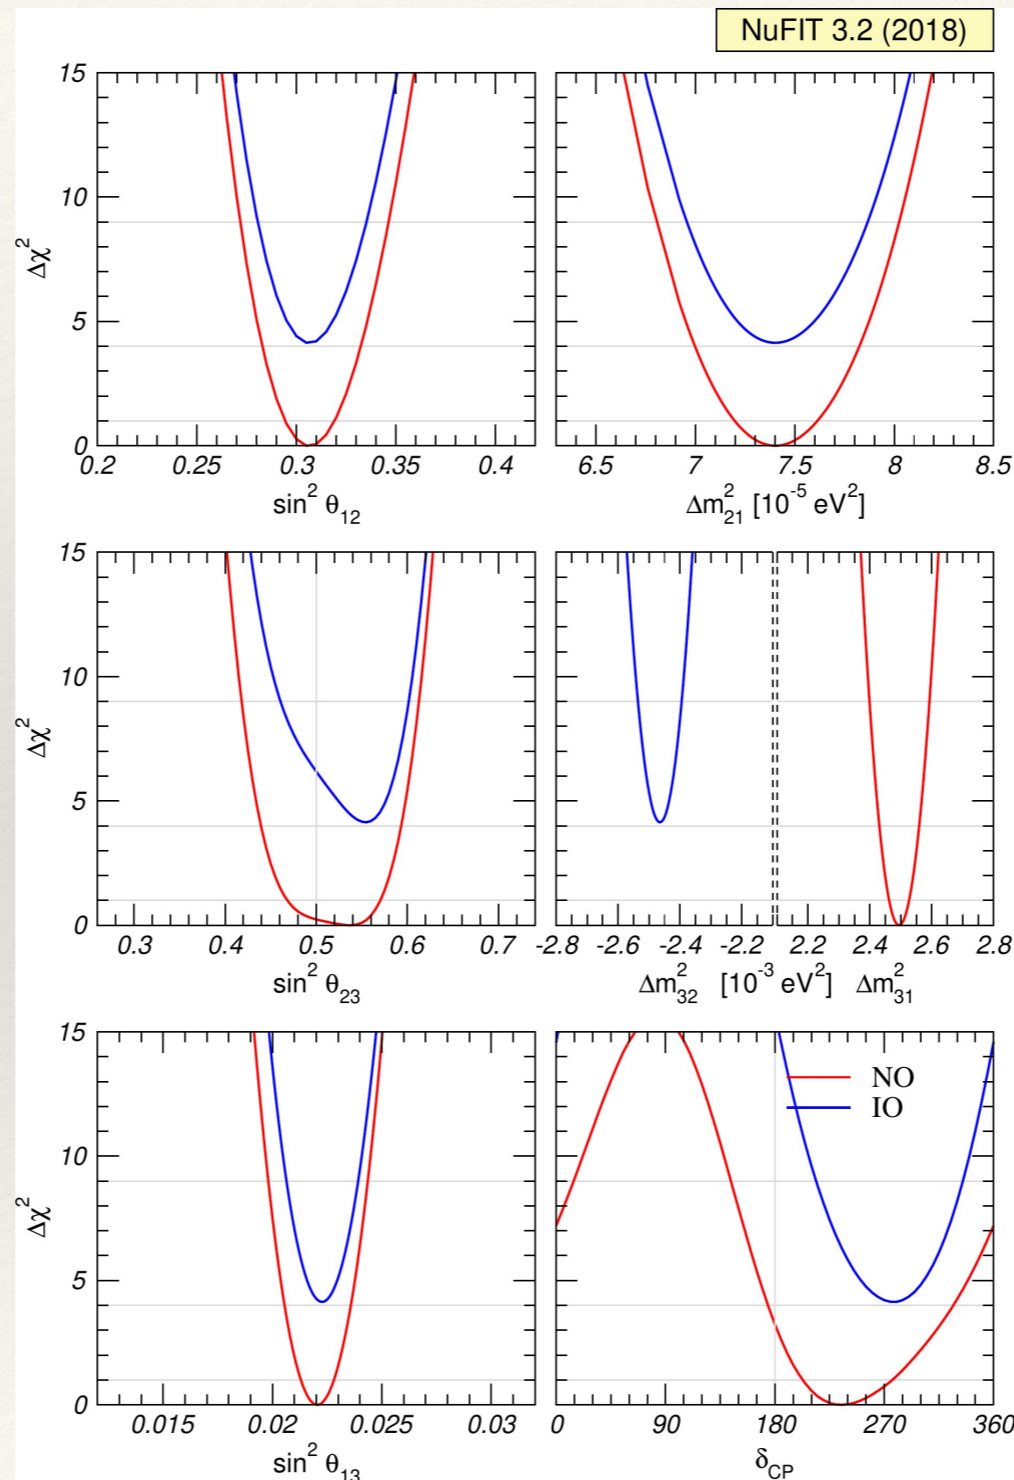 NuFIT 3.2 (2018)
15
10
5
0
Δχ²
0.2 0.25 0.3 0.35 0.4
sin² θ₁₂
6.5 7 7.5 8 8.5
Δm²₂₁ [10⁻⁵ eV²]
15
10
5
0
Δχ²
0.3 0.4 0.5 0.6 0.7
sin² θ₂₃
-2.8 -2.6 -2.4 -2.2 2.2 2.4 2.6 2.8
Δm²₃₂ [10⁻³ eV²] Δm²₃₁
15
10
5
0
Δχ²
NO
IO
0.015 0.02 0.025 0.03
sin² θ₁₃
0 90 180 270 360
δCP